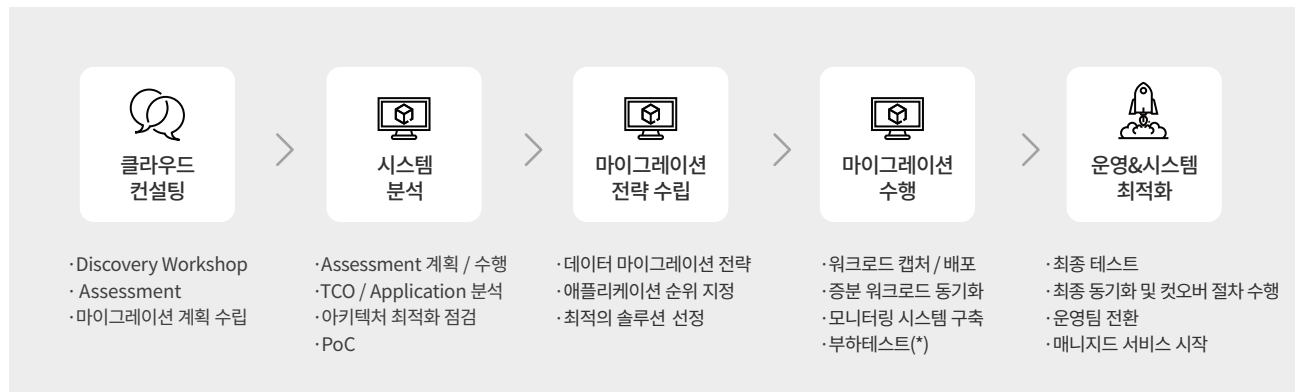 클라우드
컨설팅
·Discovery Workshop
· Assessment
·마이그레이션 계획 수립
시스템
분석
·Assessment 계획 / 수행
·TCO / Application 분석
·아키텍처 최적화 점검
·PoC
마이그레이션
전략 수립
·데이터 마이그레이션 전략
·애플리케이션 순위 지정
·최적의 솔루션 선정
마이그레이션
수행
·워크로드 캡처 / 배포
·증분 워크로드 동기화
·모니터링 시스템 구축
·부하테스트(*)
운영&시스템
최적화
·최종 테스트
·최종 동기화 및 컷오버 절차 수행
·운영팀 전환
·매니지드 서비스 시작